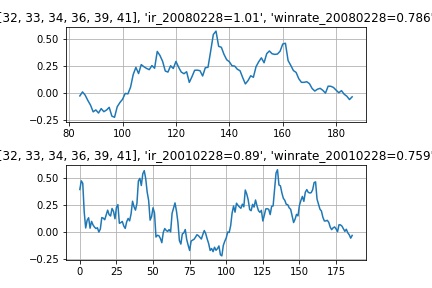 [32, 33, 34, 36, 39, 41], 'ir_20080228=1.01', 'winrate_20080228=0.786'
0.50
0.25
0.00
−0.25
80 100 120 140 160 180
[32, 33, 34, 36, 39, 41], 'ir_20010228=0.89', 'winrate_20010228=0.759'
0.50
0.25
0.00
−0.25
0 25 50 75 100 125 150 175